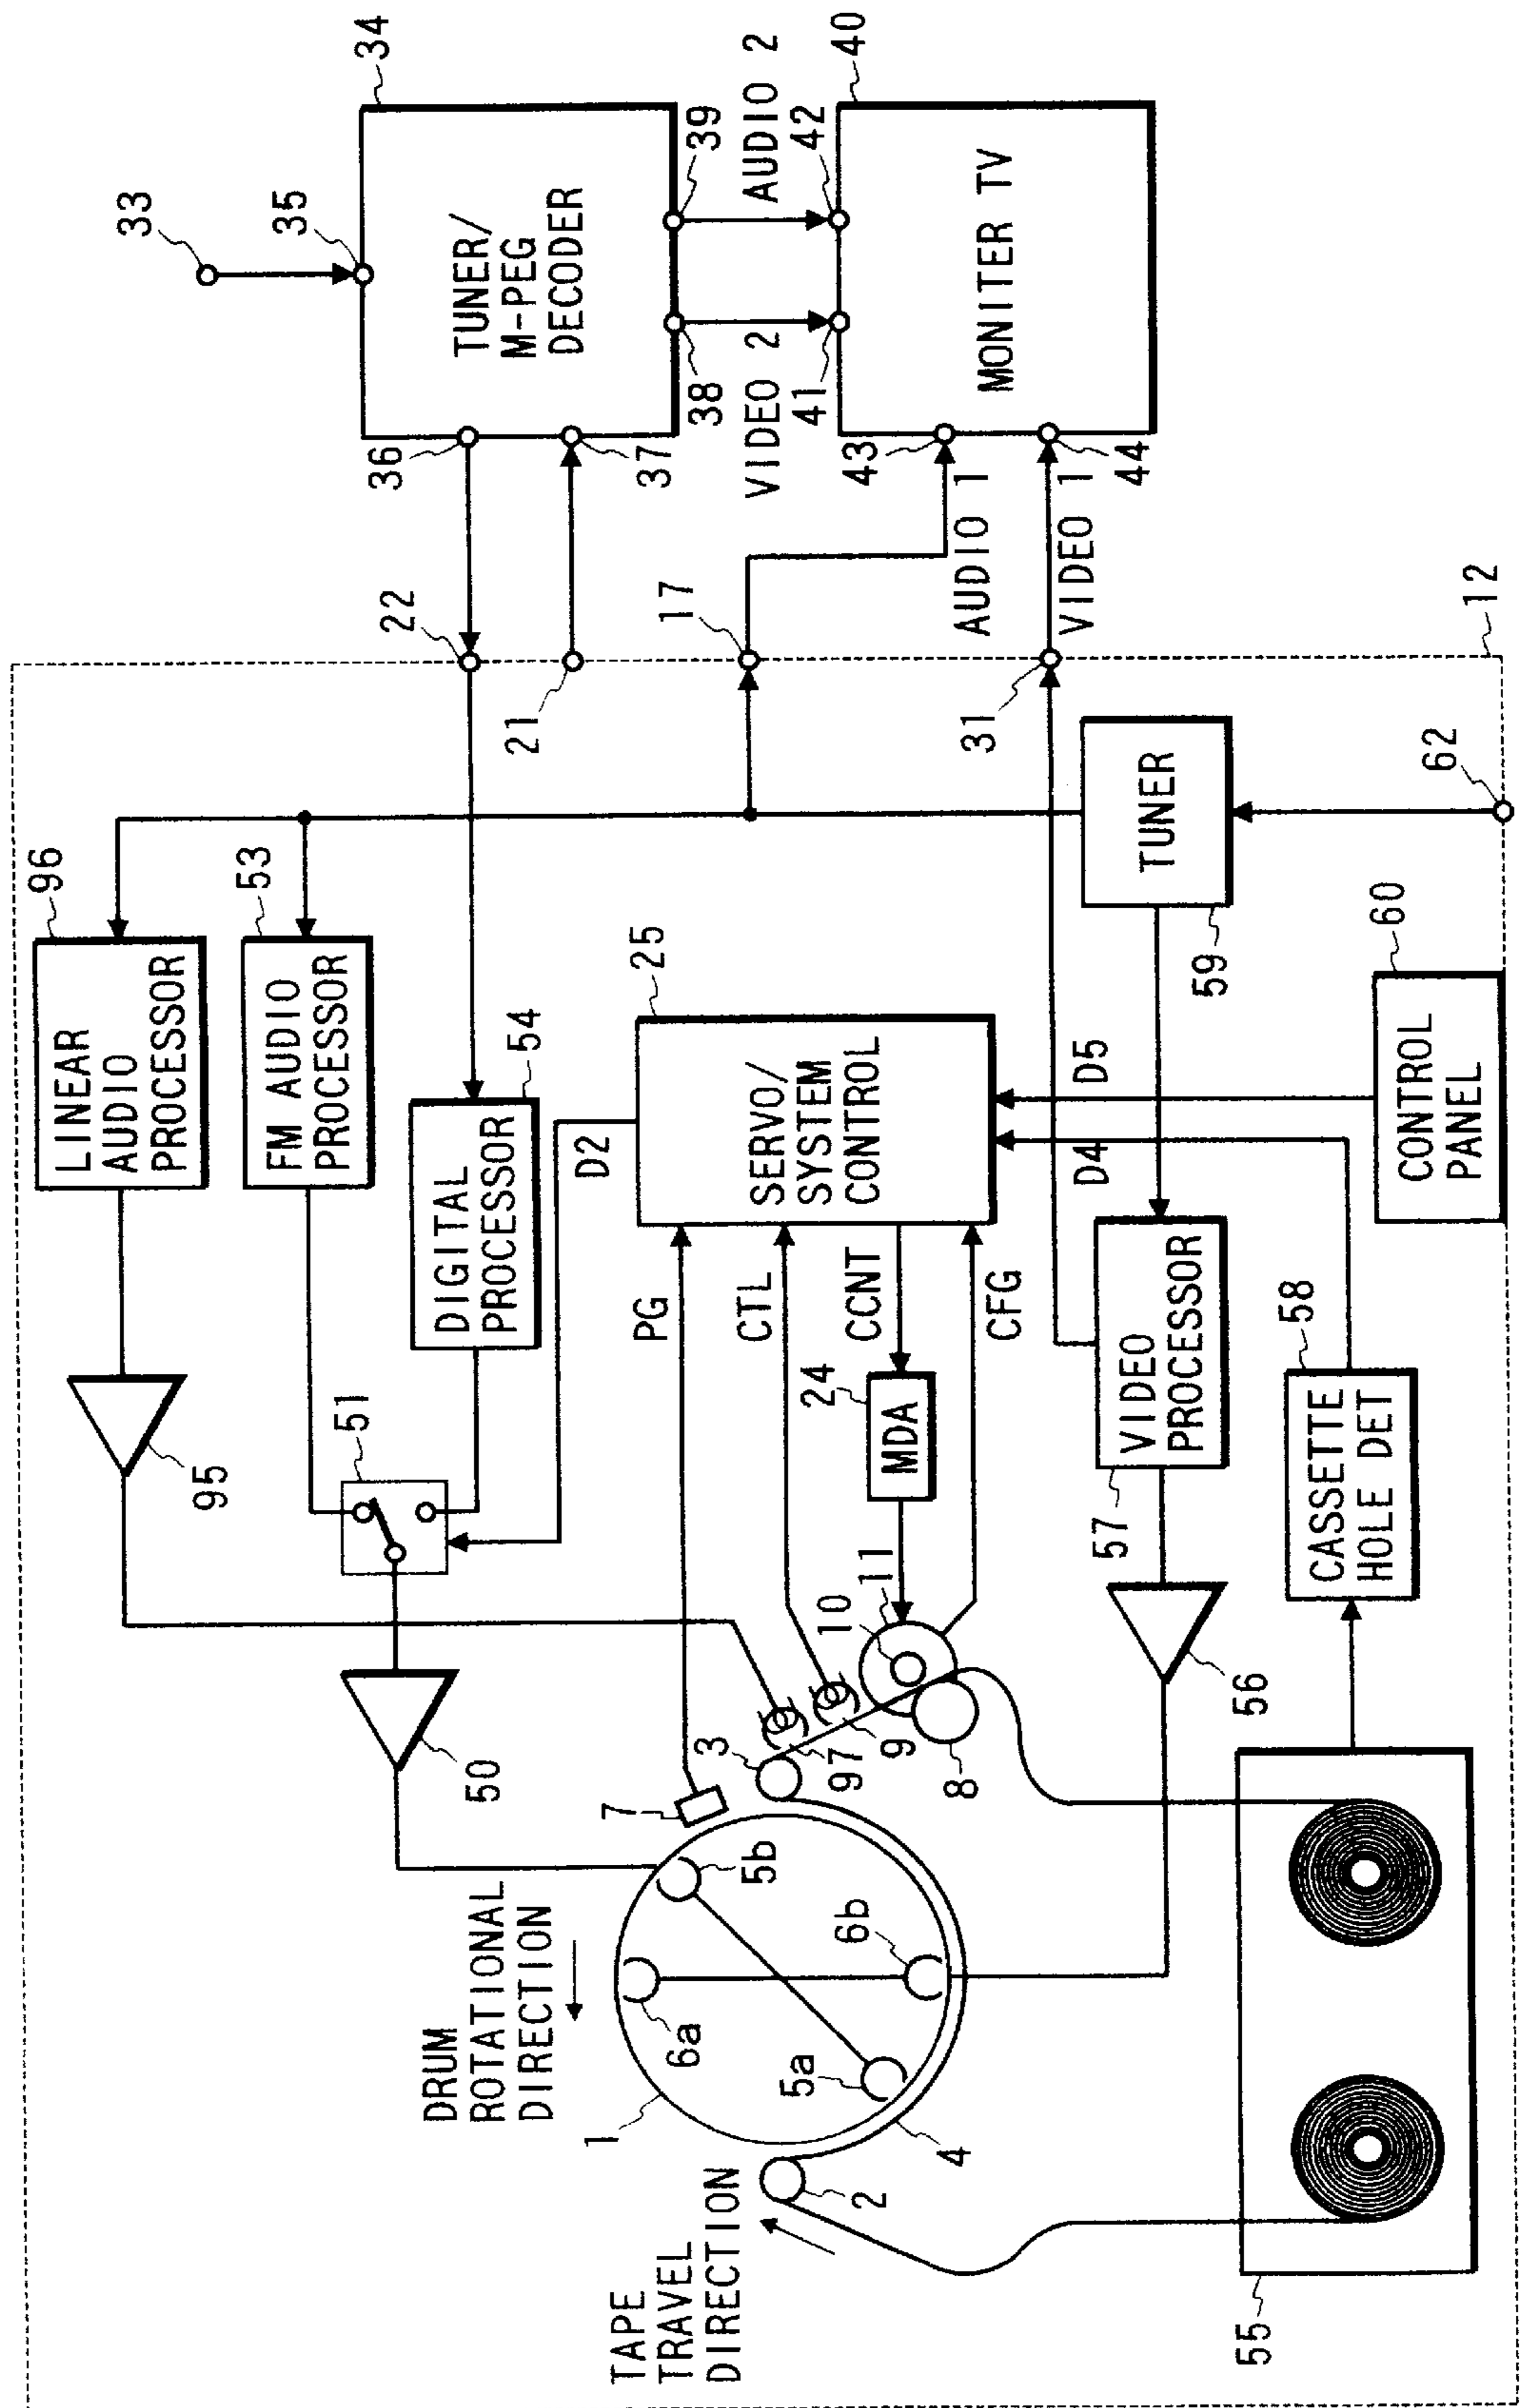 33
34
35
TUNER/
M-PEG
DECODER
36
37
38
39
VIDEO 2
AUDIO 2
40
41
42
MONITER TV
43
44
AUDIO 1
VIDEO 1
22
21
17
31
12
62
96
LINEAR
AUDIO
PROCESSOR
53
FM AUDIO
PROCESSOR
54
DIGITAL
PROCESSOR
D2
25
SERVO/
SYSTEM
CONTROL
D4
D5
TUNER
59
60
CONTROL
PANEL
95
51
PG
CTL
CCNT
CFG
24
MDA
VIDEO
PROCESSOR
57
58
CASSETTE
HOLE DET
50
56
11
10
9
97
8
3
7
DRUM
ROTATIONAL
DIRECTION
5b
6b
6a
5a
1
4
2
TAPE
TRAVEL
DIRECTION
55